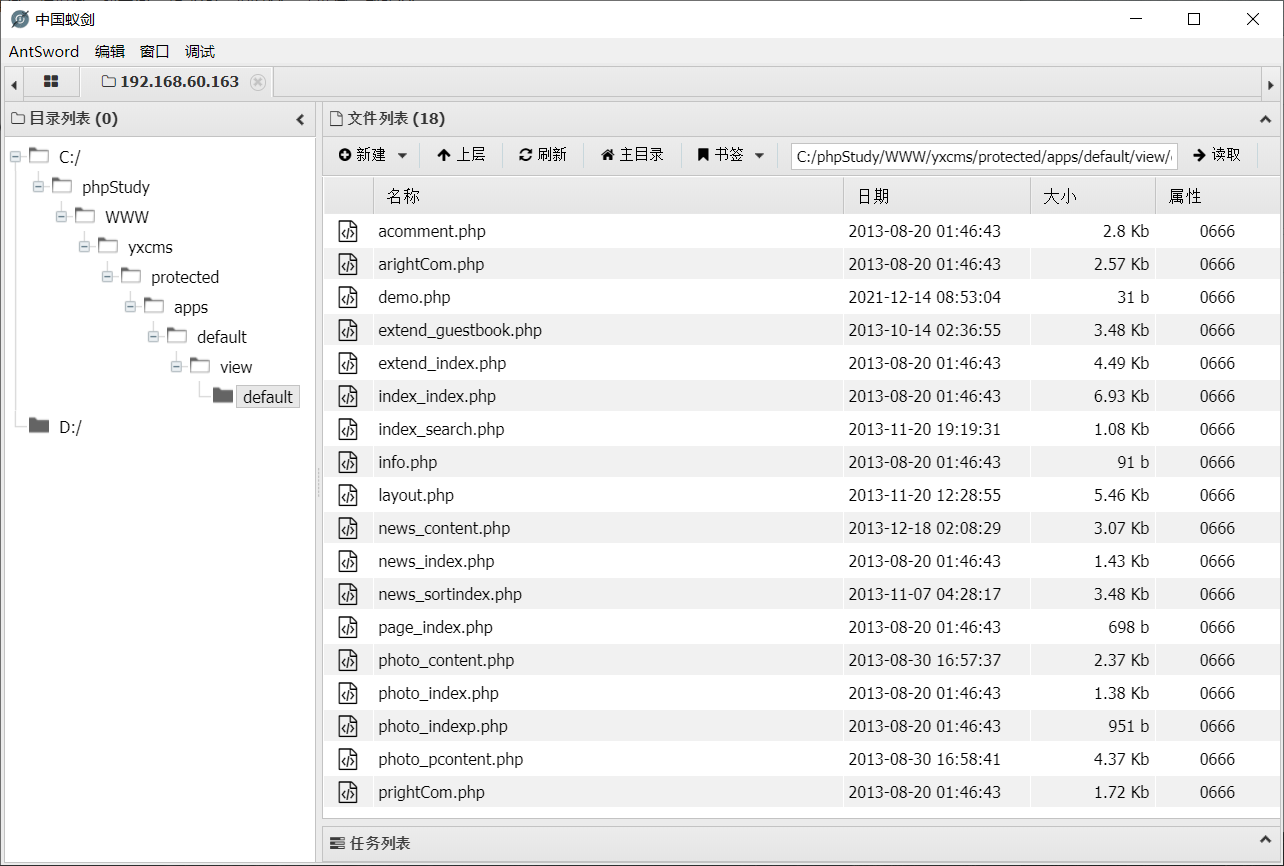 中国蚁剑
AntSword 编辑 窗口 调试
192.168.60.163
目录列表 (0)
C:/
phpStudy
WWW
yxcms
protected
apps
default
view
default
D:/
文件列表 (18)
新建 上层 刷新 主目录 书签 C:/phpStudy/WWW/yxcms/protected/apps/default/view/ 读取
名称 日期 大小 属性
acomment.php 2013-08-20 01:46:43 2.8 Kb 0666
arightCom.php 2013-08-20 01:46:43 2.57 Kb 0666
demo.php 2021-12-14 08:53:04 31 b 0666
extend_guestbook.php 2013-10-14 02:36:55 3.48 Kb 0666
extend_index.php 2013-08-20 01:46:43 4.49 Kb 0666
index_index.php 2013-08-20 01:46:43 6.93 Kb 0666
index_search.php 2013-11-20 19:19:31 1.08 Kb 0666
info.php 2013-08-20 01:46:43 91 b 0666
layout.php 2013-11-20 12:28:55 5.46 Kb 0666
news_content.php 2013-12-18 02:08:29 3.07 Kb 0666
news_index.php 2013-08-20 01:46:43 1.43 Kb 0666
news_sortindex.php 2013-11-07 04:28:17 3.48 Kb 0666
page_index.php 2013-08-20 01:46:43 698 b 0666
photo_content.php 2013-08-30 16:57:37 2.37 Kb 0666
photo_index.php 2013-08-20 01:46:43 1.38 Kb 0666
photo_indexp.php 2013-08-20 01:46:43 951 b 0666
photo_pcontent.php 2013-08-30 16:58:41 4.37 Kb 0666
prightCom.php 2013-08-20 01:46:43 1.72 Kb 0666
任务列表